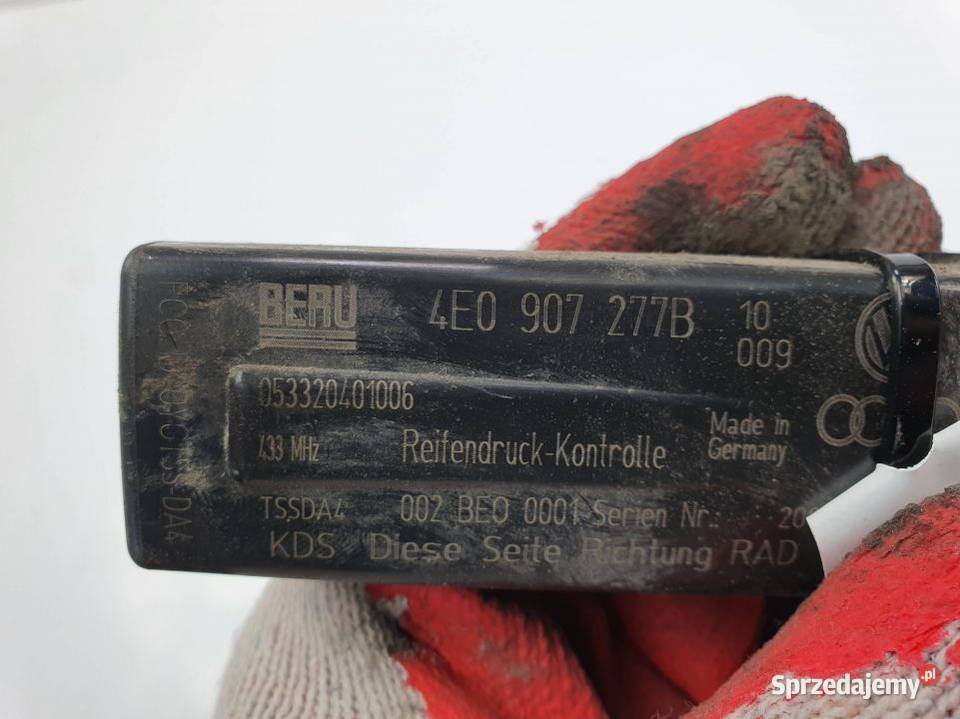 BERU
4E0 907 277B
10
009
053320401006
433 MHz
Reifendruck-Kontrolle
Made in
Germany
TSSDA4
002 BE0 0001 Serien Nr.: 20
KDS Diese Seite Richtung RAD
Sprzedajemy.pl